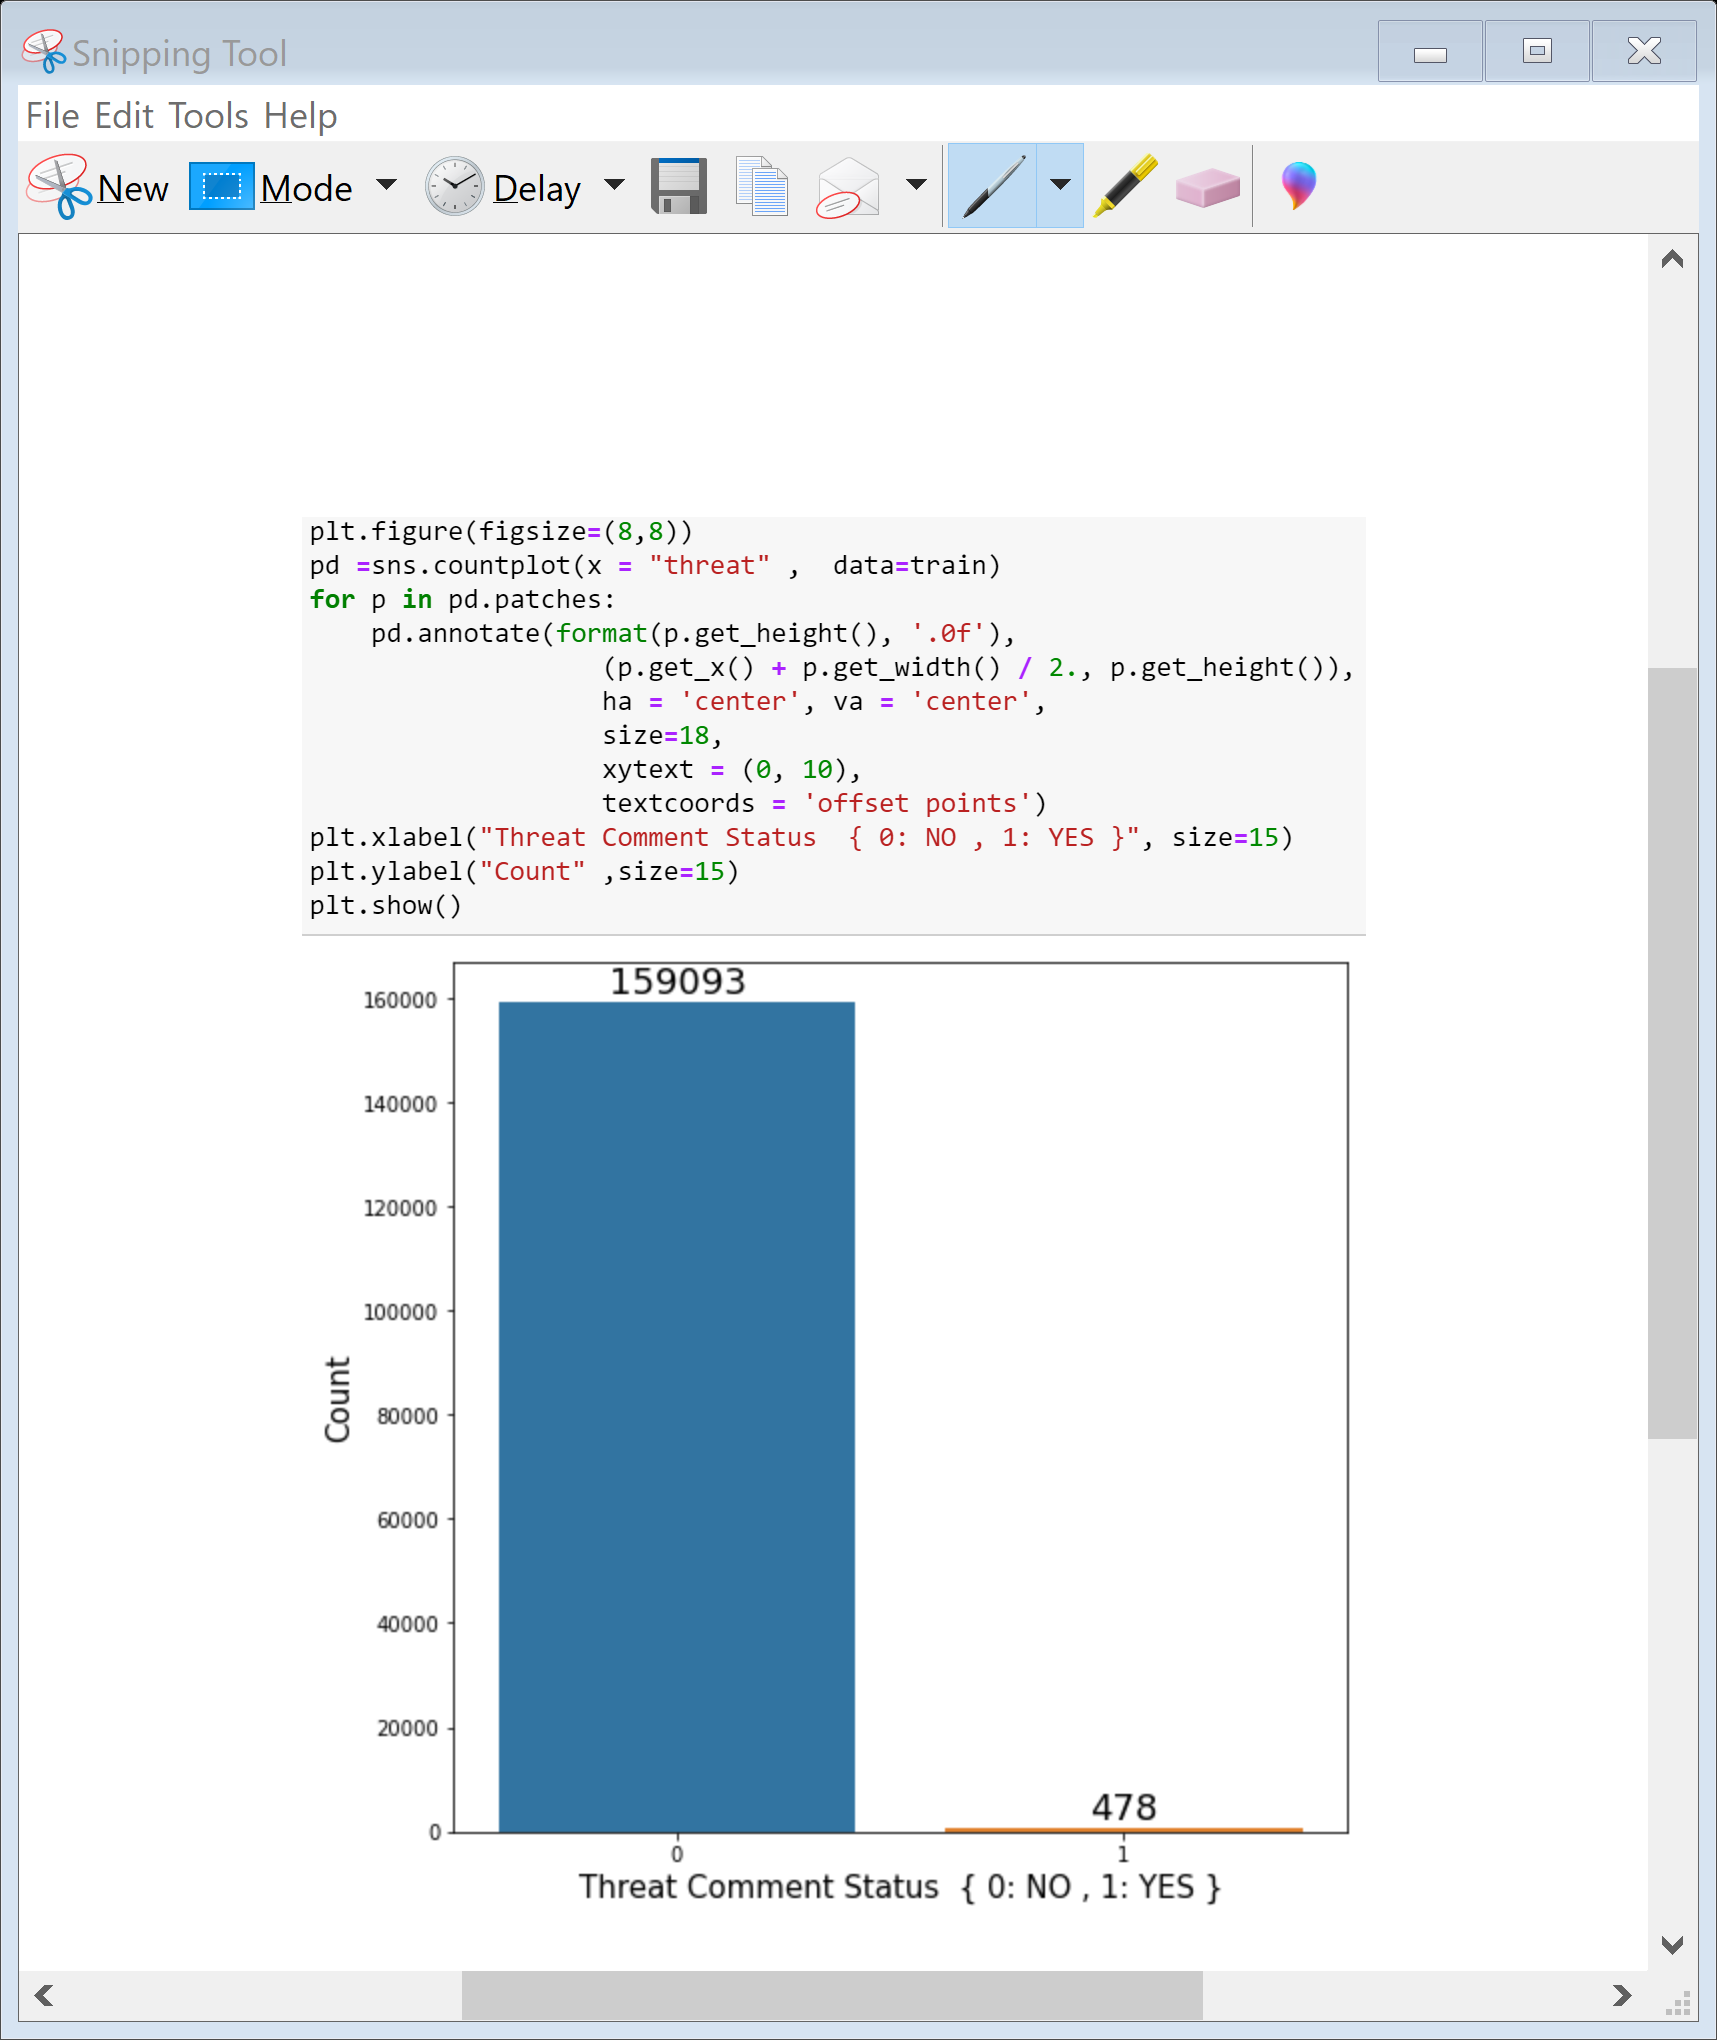 Snipping Tool
File Edit Tools Help
New Mode Delay
plt.figure(figsize=(8,8))
pd =sns.countplot(x = "threat" ,  data=train)
for p in pd.patches:
    pd.annotate(format(p.get_height(), '.0f'),
                   (p.get_x() + p.get_width() / 2., p.get_height()),
                   ha = 'center', va = 'center',
                   size=18,
                   xytext = (0, 10),
                   textcoords = 'offset points')
plt.xlabel("Threat Comment Status  { 0: NO , 1: YES }", size=15)
plt.ylabel("Count" ,size=15)
plt.show()
159093
160000
140000
120000
100000
Count
80000
60000
40000
20000
478
0
0 1
Threat Comment Status  { 0: NO , 1: YES }